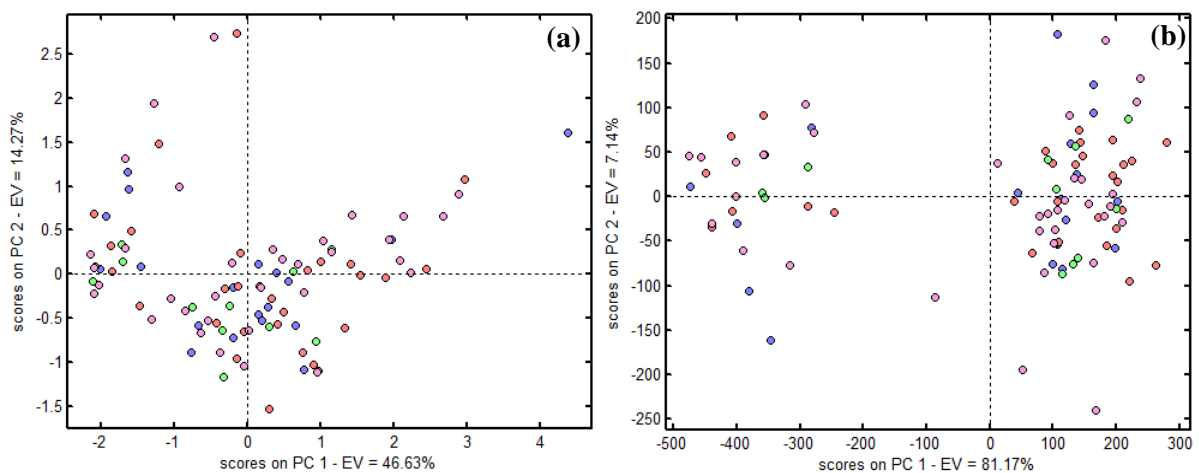 (a)
2.5
2
1.5
1
0.5
0
-0.5
-1
-1.5
scores on PC 2 - EV = 14.27%
-2 -1 0 1 2 3 4
scores on PC 1 - EV = 46.63%
(b)
200
150
100
50
0
-50
-100
-150
-200
-250
scores on PC 2 - EV = 7.14%
-500 -400 -300 -200 -100 0 100 200 300
scores on PC 1 - EV = 81.17%